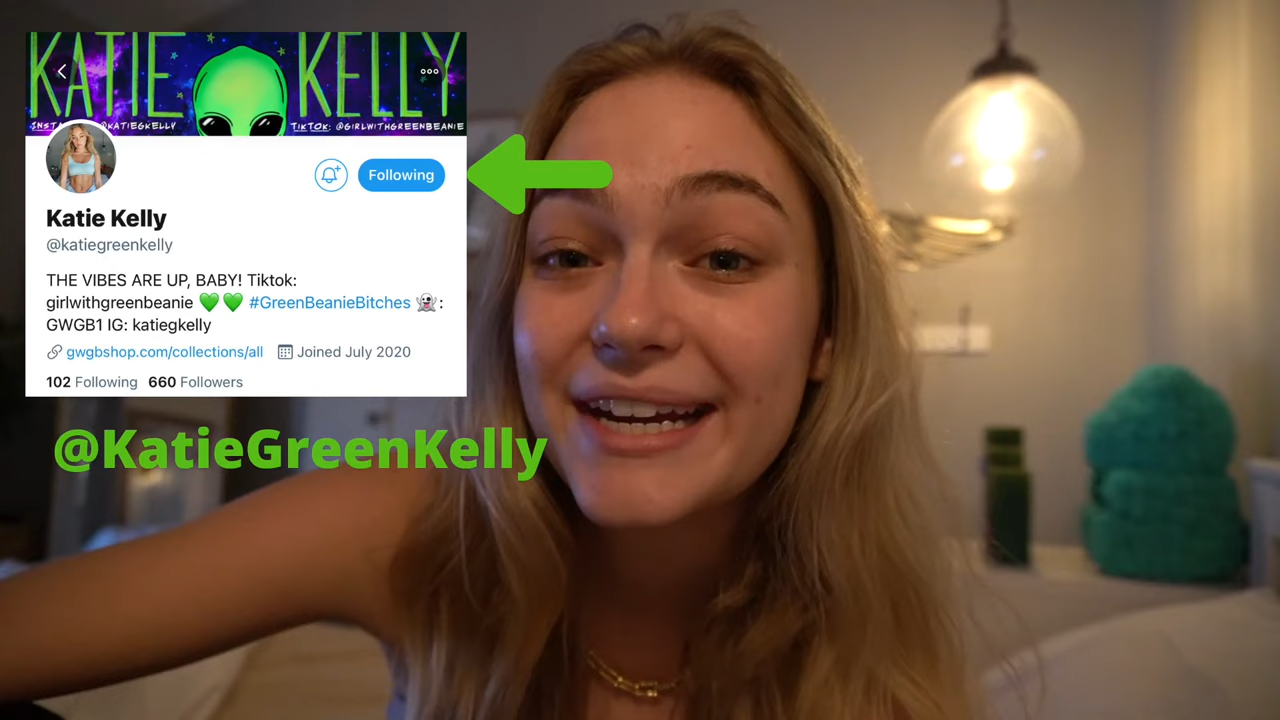 KATIE KELLY
INST @KATIEGKELLY TIKTOK: @GIRLWITHGREENBEANIE
Following
Katie Kelly
@katiegreenkelly
THE VIBES ARE UP, BABY! Tiktok:
girlwithgreenbeanie 💚💚 #GreenBeanieBitches 👻:
GWGB1 IG: katiegkelly
gwgbshop.com/collections/all Joined July 2020
102 Following 660 Followers
@KatieGreenKelly